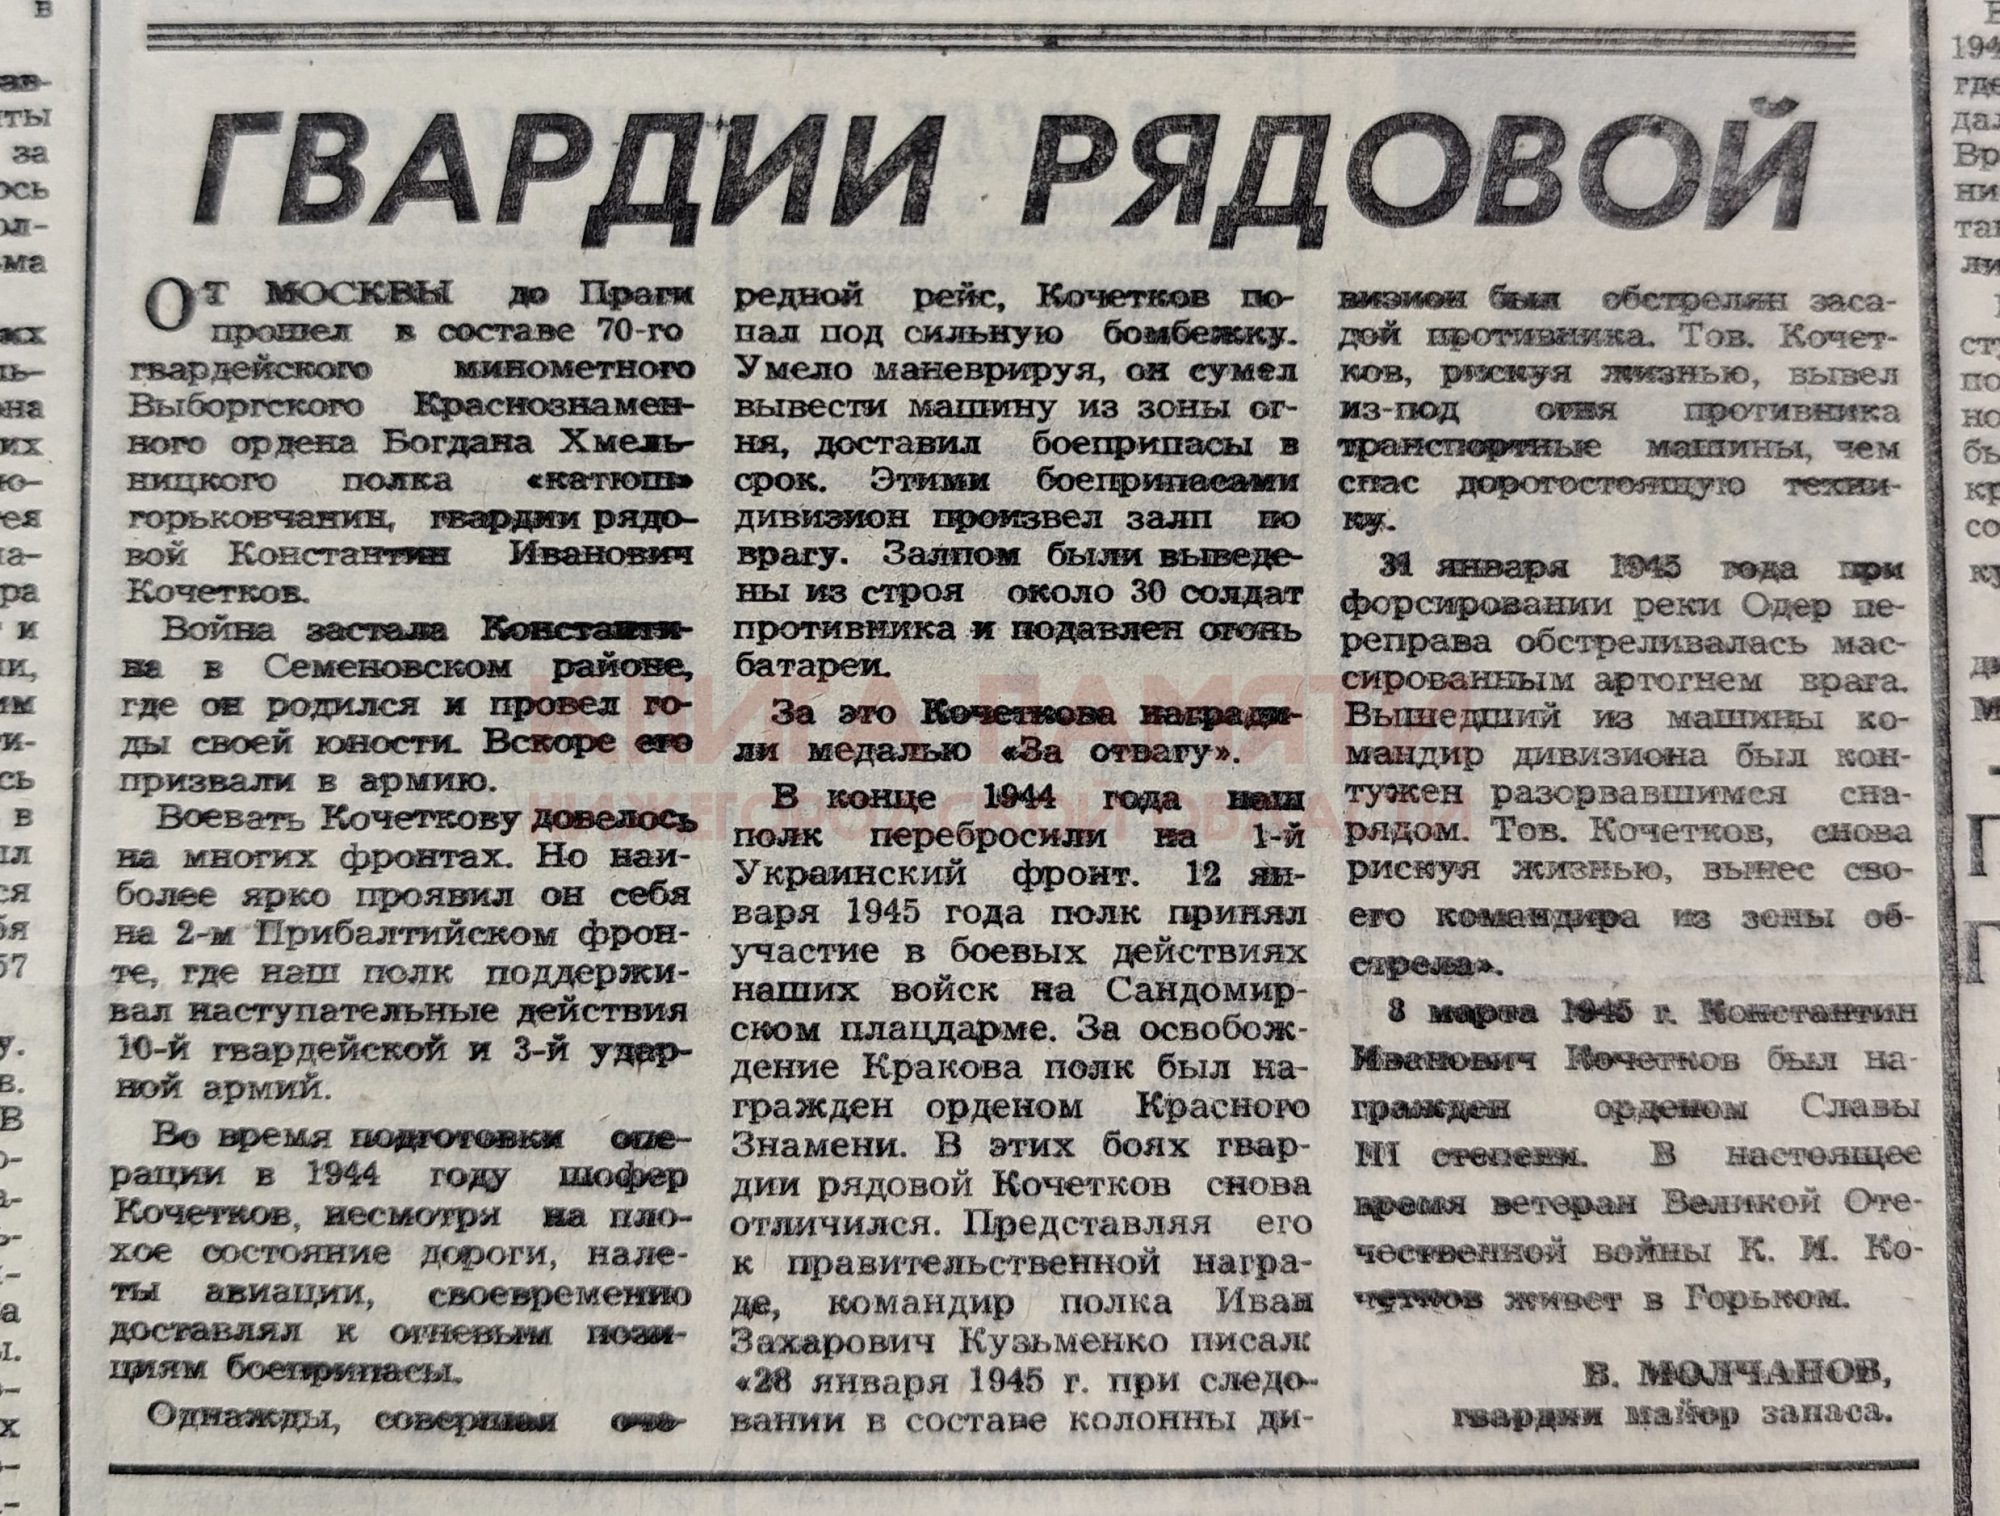 ГВАРДИИ РЯДОВОЙ
От МОСКВЫ до Праги
прошел в составе 70-го
гвардейского минометного
Выборгского Краснознамен-
ного ордена Богдана Хмель-
ницкого полка «катюш»
горьковчанин, гвардии рядо-
вой Константин Иванович
Кочетков.
Война застала Константи-
на в Семеновском районе,
где он родился и провел го-
ды своей юности. Вскоре его
призвали в армию.
Воевать Кочеткову довелось
на многих фронтах. Но наи-
более ярко проявил он себя
на 2-м Прибалтийском фрон-
те, где наш полк поддержи-
вал наступательные действия
10-й гвардейской и 3-й удар-
ной армий.
Во время подготовки опе-
рации в 1944 году шофер
Кочетков, несмотря на пло-
хое состояние дороги, нале-
ты авиации, своевременно
доставлял к огневым пози-
циям боеприпасы.
Однажды, совершая оче-
редной рейс, Кочетков по-
пал под сильную бомбежку.
Умело маневрируя, он сумел
вывести машину из зоны ог-
ня, доставил боеприпасы в
срок. Этими боеприпасами
дивизион произвел залп по
врагу. Залпом были выведе-
ны из строя около 30 солдат
противника и подавлен огонь
батареи.
За это Кочеткова награди-
ли медалью «За отвагу».
В конце 1944 года наш
полк перебросили на 1-й
Украинский фронт. 12 ян-
варя 1945 года полк принял
участие в боевых действиях
наших войск на Сандомир-
ском плацдарме. За освобож-
дение Кракова полк был на-
гражден орденом Красного
Знамени. В этих боях гвар-
дии рядовой Кочетков снова
отличился. Представляя его
к правительственной награ-
де, командир полка Иван
Захарович Кузьменко писал:
«28 января 1945 г. при следо-
вании в составе колонны ди-
визион был обстрелян заса-
дой противника. Тов. Кочет-
ков, рискуя жизнью, вывел
из-под огня противника
транспортные машины, чем
спас дорогостоящую техни-
ку.
31 января 1945 года при
форсировании реки Одер пе-
реправа обстреливалась мас-
сированным артогнем врага.
Вышедший из машины ко-
мандир дивизиона был кон-
тужен разорвавшимся сна-
рядом. Тов. Кочетков, снова
рискуя жизнью, вынес сво-
его командира из зоны об-
стрела».
8 марта 1945 г. Константин
Иванович Кочетков был на-
гражден орденом Славы
III степени. В настоящее
время ветеран Великой Оте-
чественной войны К. И. Ко-
четков живет в Горьком.
В. МОЛЧАНОВ,
гвардии майор запаса.